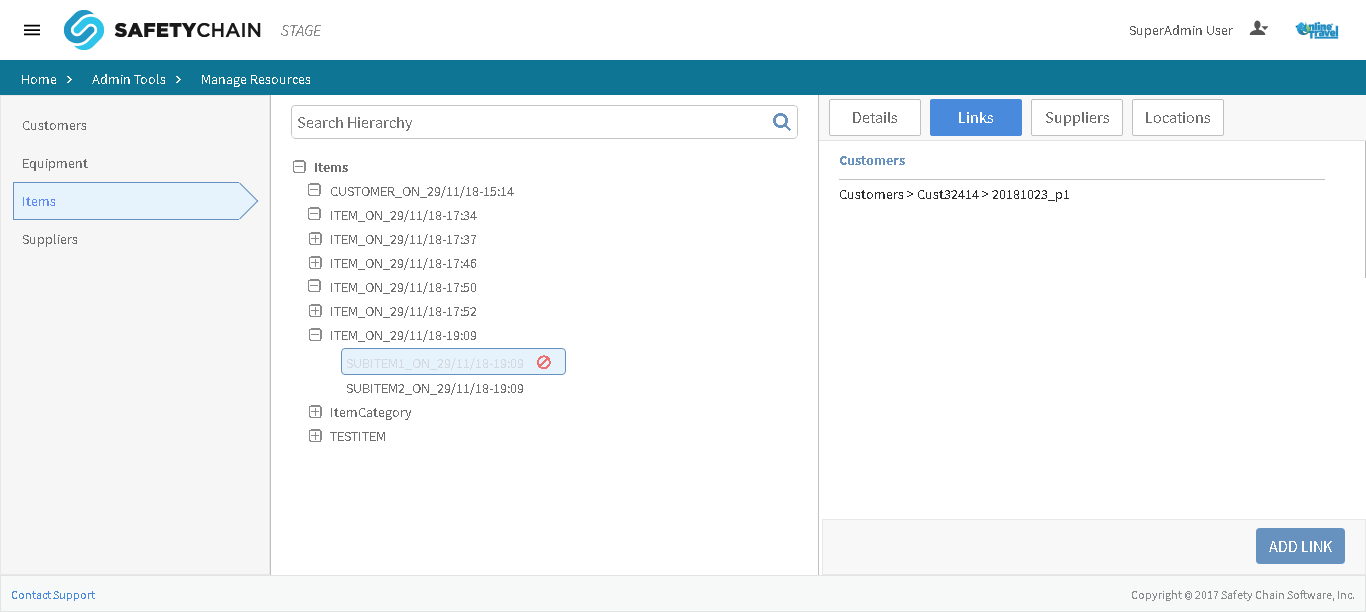 SAFETYCHAIN STAGE
SuperAdmin User
Online Travel
Home > Admin Tools > Manage Resources
Customers
Equipment
Items
Suppliers
Search Hierarchy
Items
CUSTOMER_ON_29/11/18-15:14
ITEM_ON_29/11/18-17:34
ITEM_ON_29/11/18-17:37
ITEM_ON_29/11/18-17:46
ITEM_ON_29/11/18-17:50
ITEM_ON_29/11/18-17:52
ITEM_ON_29/11/18-19:09
SUBITEM1_ON_29/11/18-19:09
SUBITEM2_ON_29/11/18-19:09
ItemCategory
TESTITEM
Details Links Suppliers Locations
Customers
Customers > Cust32414 > 20181023_p1
ADD LINK
Contact Support
Copyright © 2017 Safety Chain Software, Inc.